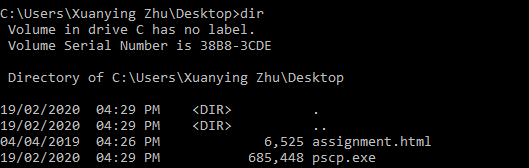 C:\Users\Xuanying Zhu\Desktop>dir
Volume in drive C has no label.
Volume Serial Number is 38B8-3CDE
Directory of C:\Users\Xuanying Zhu\Desktop
19/02/2020  04:29 PM    <DIR>          .
19/02/2020  04:29 PM    <DIR>          ..
04/04/2019  04:26 PM             6,525 assignment.html
19/02/2020  04:29 PM           685,448 pscp.exe